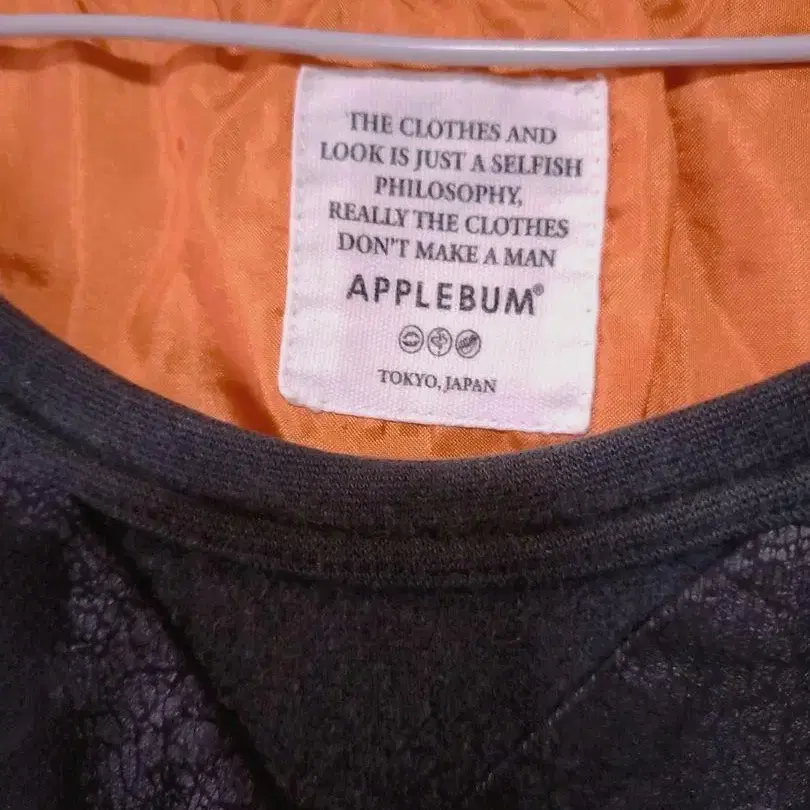 THE CLOTHES AND
LOOK IS JUST A SELFISH
PHILOSOPHY,
REALLY THE CLOTHES
DON'T MAKE A MAN
APPLEBUM®
TOKYO, JAPAN